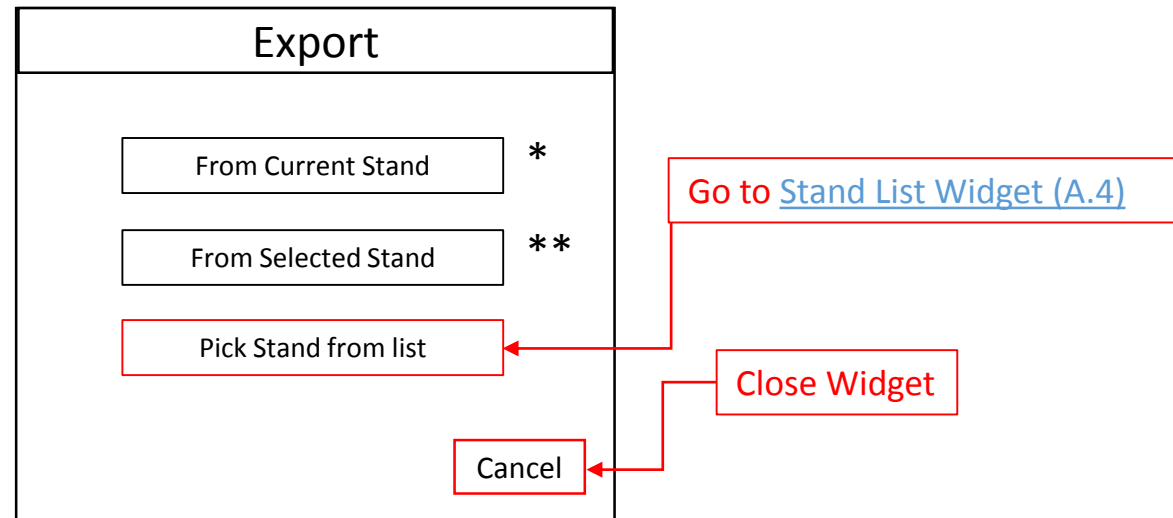 Export
From Current Stand *
From Selected Stand **
Go to Stand List Widget (A.4)
Pick Stand from list
Close Widget
Cancel